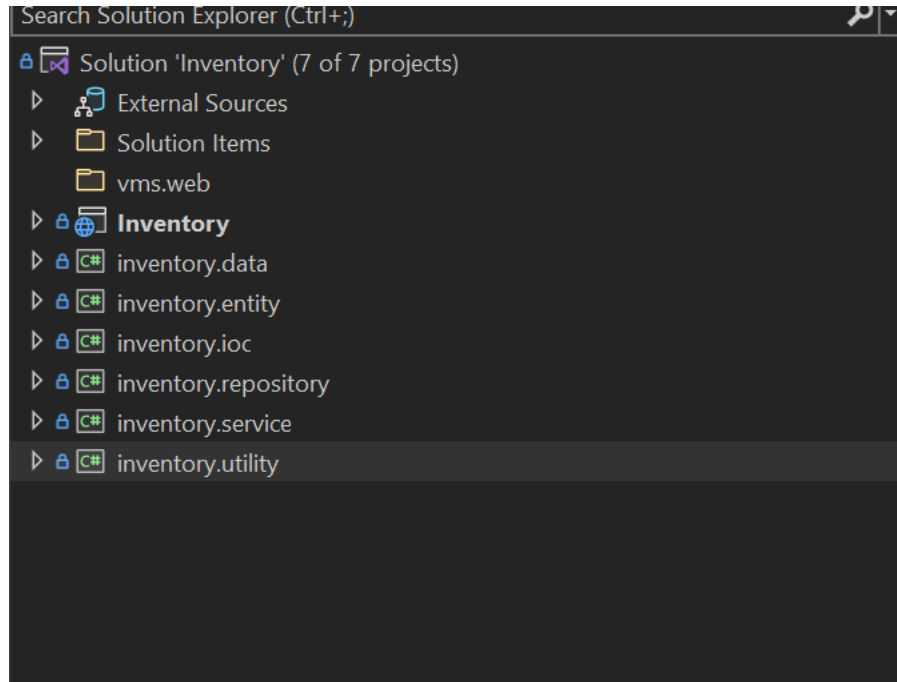 Search Solution Explorer (Ctrl+;)
Solution 'Inventory' (7 of 7 projects)
External Sources
Solution Items
vms.web
Inventory
C# inventory.data
C# inventory.entity
C# inventory.ioc
C# inventory.repository
C# inventory.service
C# inventory.utility